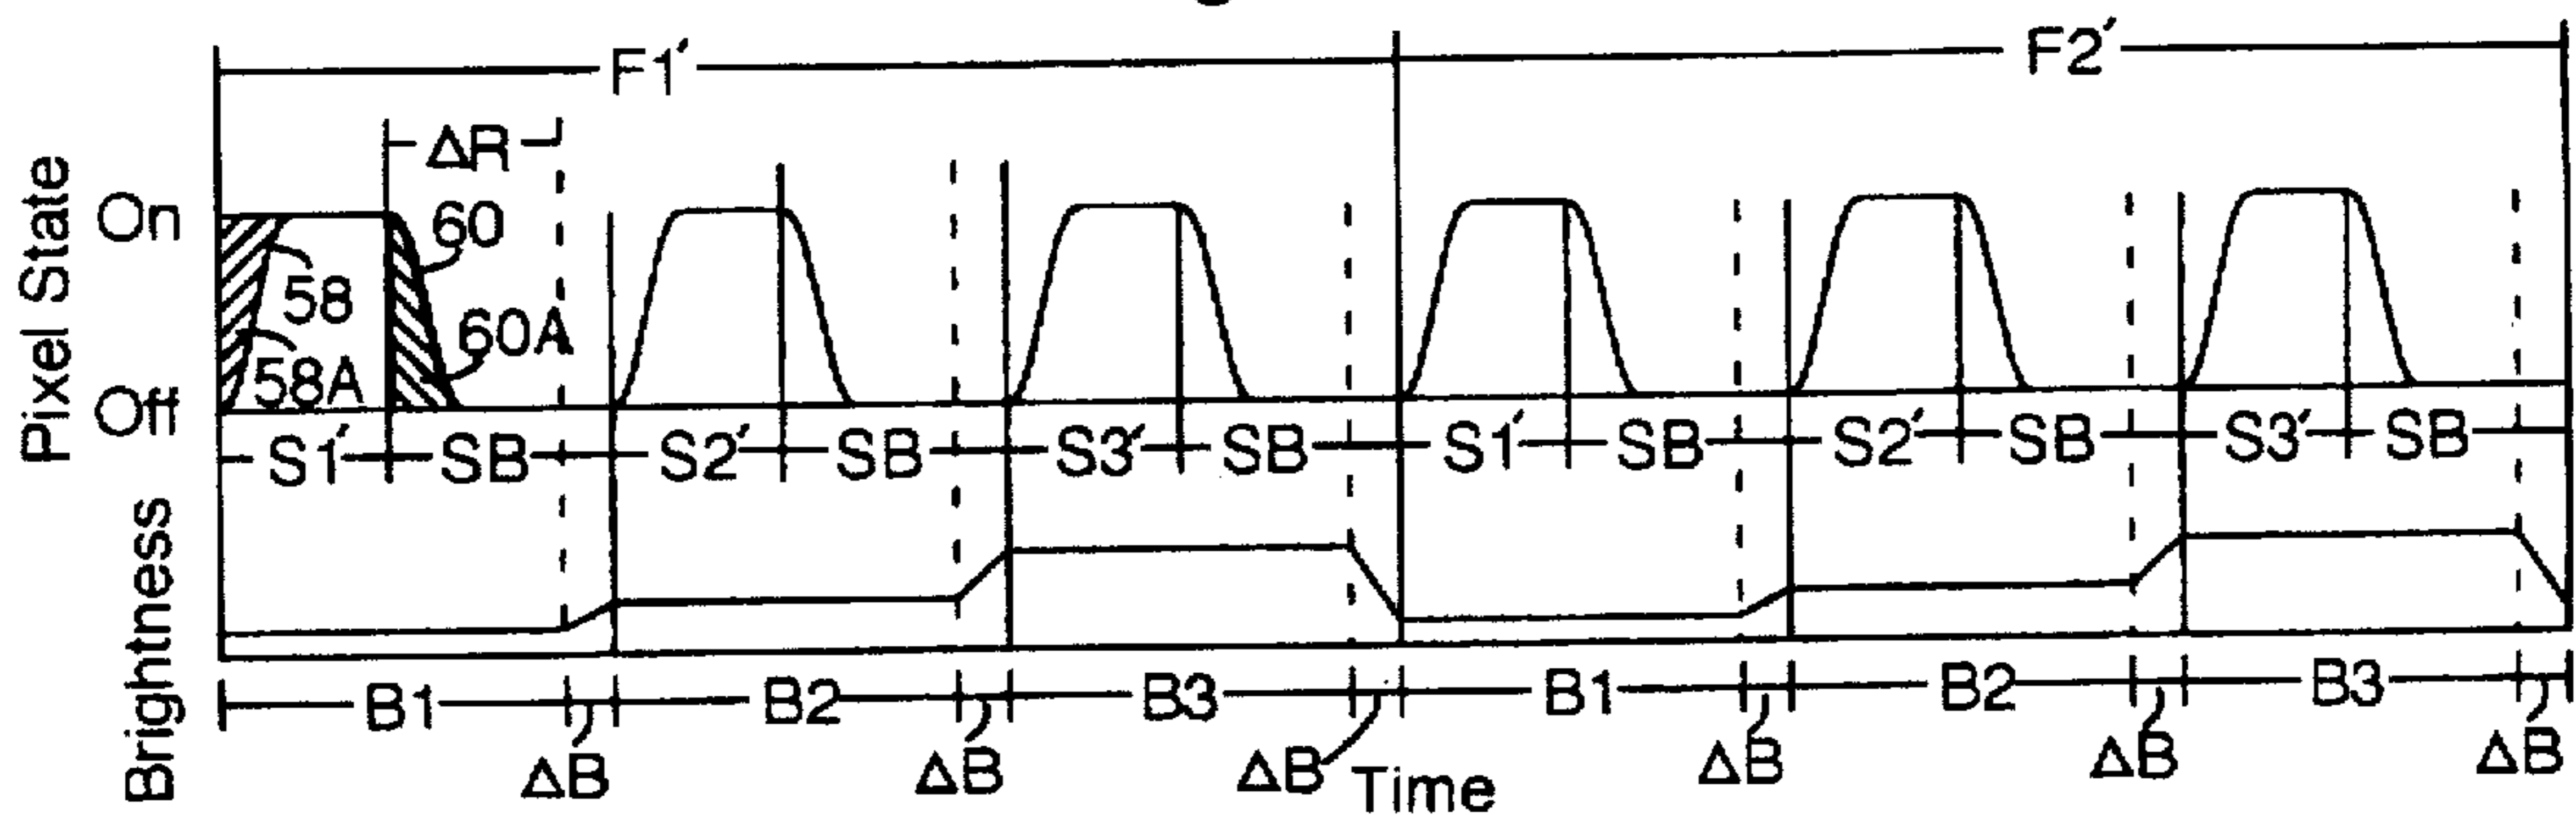 F1′ F2′
ΔR
Pixel State
On
60
58
60A
58A
Off
S1′ SB S2′ SB S3′ SB S1′ SB S2′ SB S3′ SB
Brightness
B1 B2 B3 B1 B2 B3
ΔB ΔB ΔB ΔB ΔB ΔB
Time